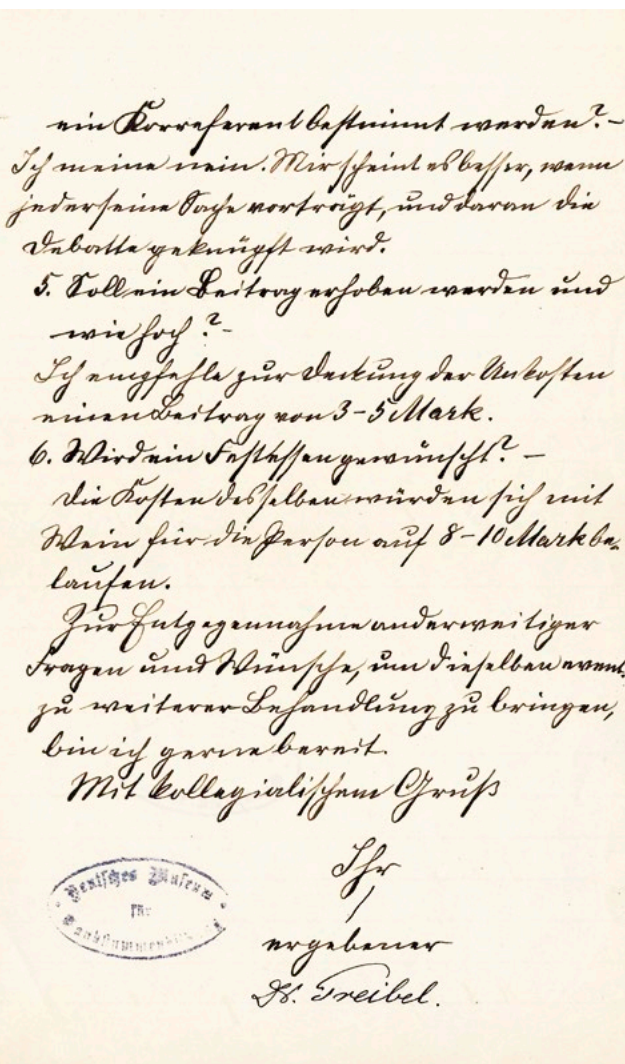 ein Korreferent bestimmt werden? –
Ich meine nein. Mir scheint es besser, wenn
jeder seine Sache vorträgt, und daran die
Debatte geknüpft wird.
5. Soll ein Beitrag erhoben werden und
wie hoch? –
Ich empfehle zur Deckung der Unkosten
einen Beitrag von 3–5 Mark.
6. Wird ein Festessen gewünscht? –
Die Kosten desselben würden sich mit
Wein für die Person auf 8–10 Mark be-
laufen.
Zur Entgegennahme anderweitiger
Fragen und Wünsche, um dieselben event.
zu weiterer Behandlung zu bringen,
bin ich gerne bereit.
Mit kollegialischem Gruß
Ihr
ergebener
Dr. Treibel.
Deutsches Museum
für
Taubstummenbildung